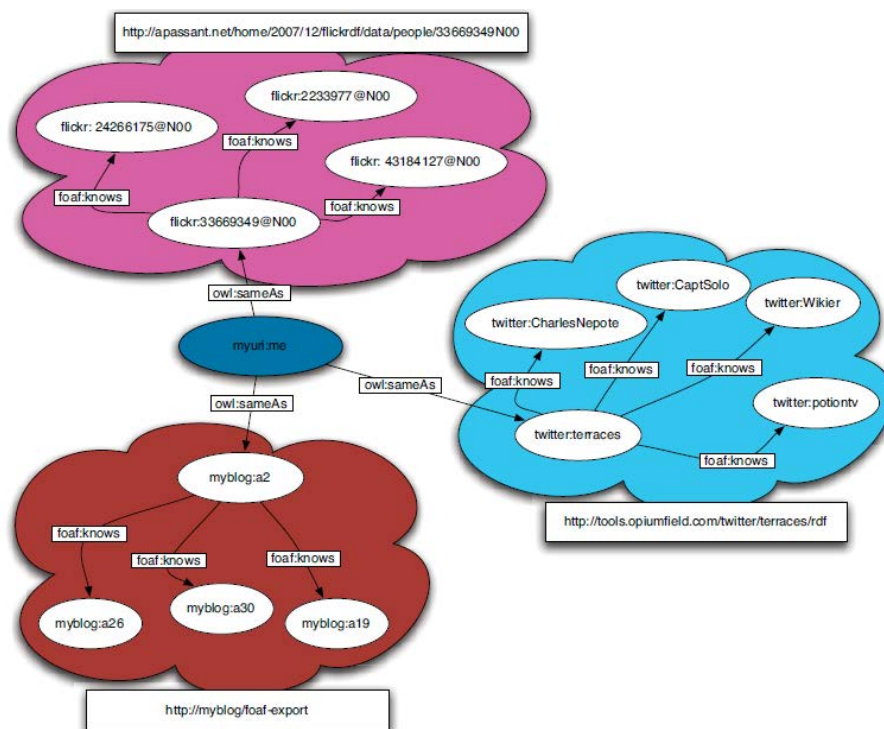 http://apassant.net/home/2007/12/flickrdf/data/people/33669349N00
flickr:2233977@N00
flickr: 24266175@N00
foaf:knows
flickr: 43184127@N00
foaf:knows
foaf:knows
flickr:33669349@N00
owl:sameAs
twitter:CaptSolo
twitter:Wikier
twitter:CharlesNepote
myuri:me
foaf:knows
foaf:knows
foaf:knows
owl:sameAs
owl:sameAs
twitter:potiontv
twitter:terraces
foaf:knows
myblog:a2
http://tools.opiumfield.com/twitter/terraces/rdf
foaf:knows
foaf:knows
foaf:knows
myblog:a30
myblog:a26
myblog:a19
http://myblog/foaf-export